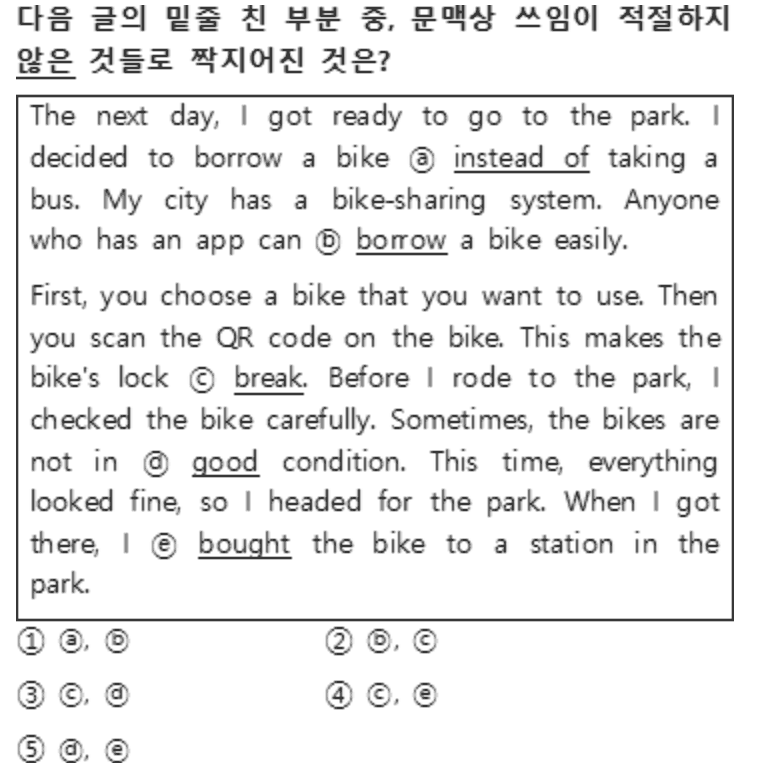 다음 글의 밑줄 친 부분 중, 문맥상 쓰임이 적절하지
않은 것들로 짝지어진 것은?
The next day, I got ready to go to the park. I
decided to borrow a bike ⓐ instead of taking a
bus. My city has a bike-sharing system. Anyone
who has an app can ⓑ borrow a bike easily.
First, you choose a bike that you want to use. Then
you scan the QR code on the bike. This makes the
bike's lock ⓒ break. Before I rode to the park, I
checked the bike carefully. Sometimes, the bikes are
not in ⓓ good condition. This time, everything
looked fine, so I headed for the park. When I got
there, I ⓔ bought the bike to a station in the
park.
① ⓐ, ⓑ ② ⓑ, ⓒ
③ ⓒ, ⓓ ④ ⓒ, ⓔ
⑤ ⓓ, ⓔ